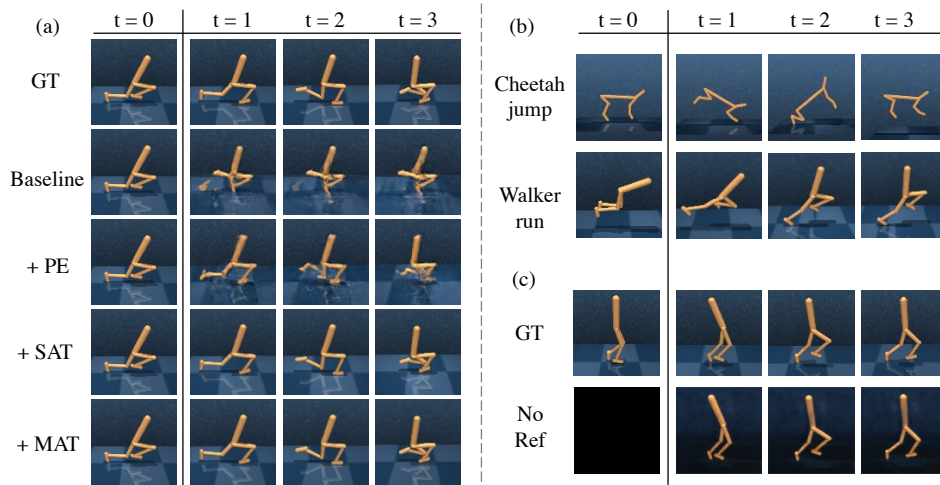 (a) t = 0 t = 1 t = 2 t = 3
GT
Baseline
+ PE
+ SAT
+ MAT
(b) t = 0 t = 1 t = 2 t = 3
Cheetah
jump
Walker
run
(c)
GT
No
Ref